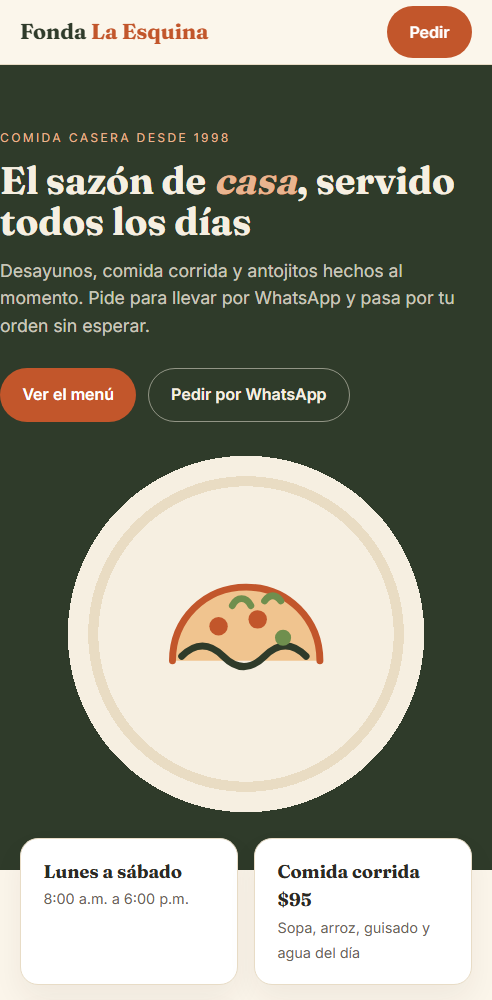 Fonda La Esquina
Pedir
COMIDA CASERA DESDE 1998
El sazón de casa, servido
todos los días
Desayunos, comida corrida y antojitos hechos al
momento. Pide para llevar por WhatsApp y pasa por tu
orden sin esperar.
Ver el menú
Pedir por WhatsApp
Lunes a sábado
8:00 a.m. a 6:00 p.m.
Comida corrida
$95
Sopa, arroz, guisado y
agua del día